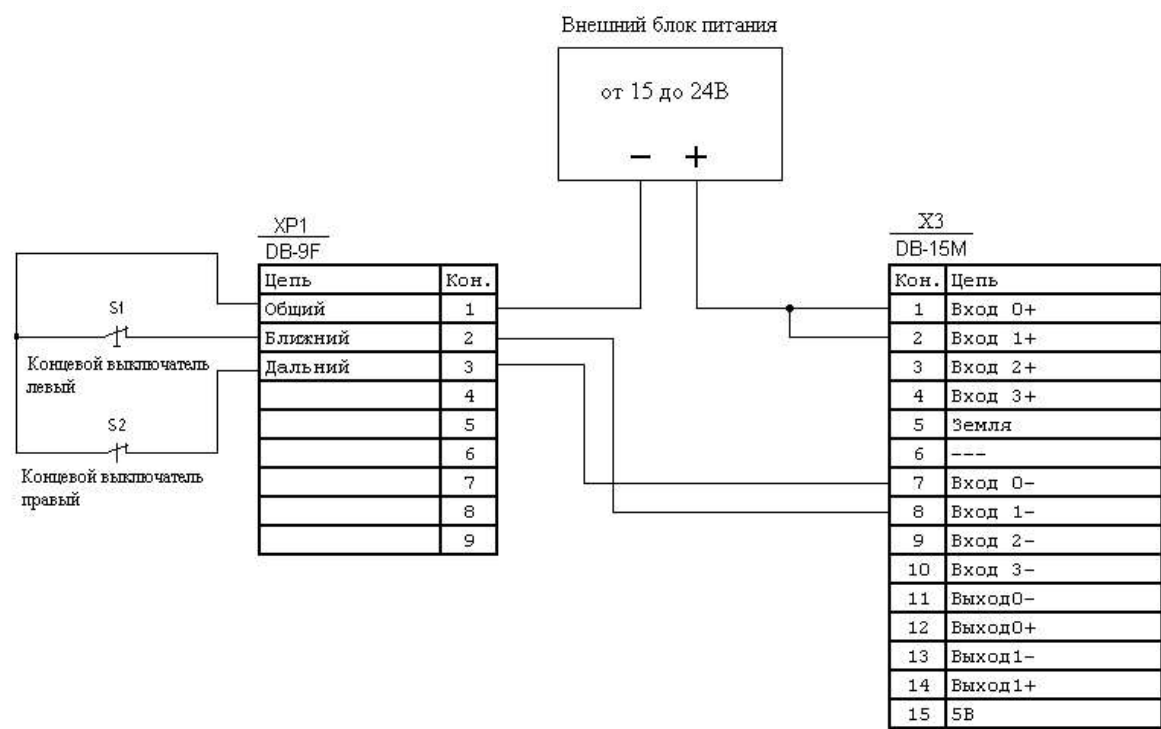 Внешний блок питания
от 15 до 24В
− +
XP1
DB-9F
Цепь Кон.
Общий 1
Ближний 2
Дальний 3
4
5
6
7
8
9
S1
Концевой выключатель
левый
S2
Концевой выключатель
правый
X3
DB-15M
Кон. Цепь
1 Вход 0+
2 Вход 1+
3 Вход 2+
4 Вход 3+
5 Земля
6 ---
7 Вход 0-
8 Вход 1-
9 Вход 2-
10 Вход 3-
11 Выход0-
12 Выход0+
13 Выход1-
14 Выход1+
15 5В